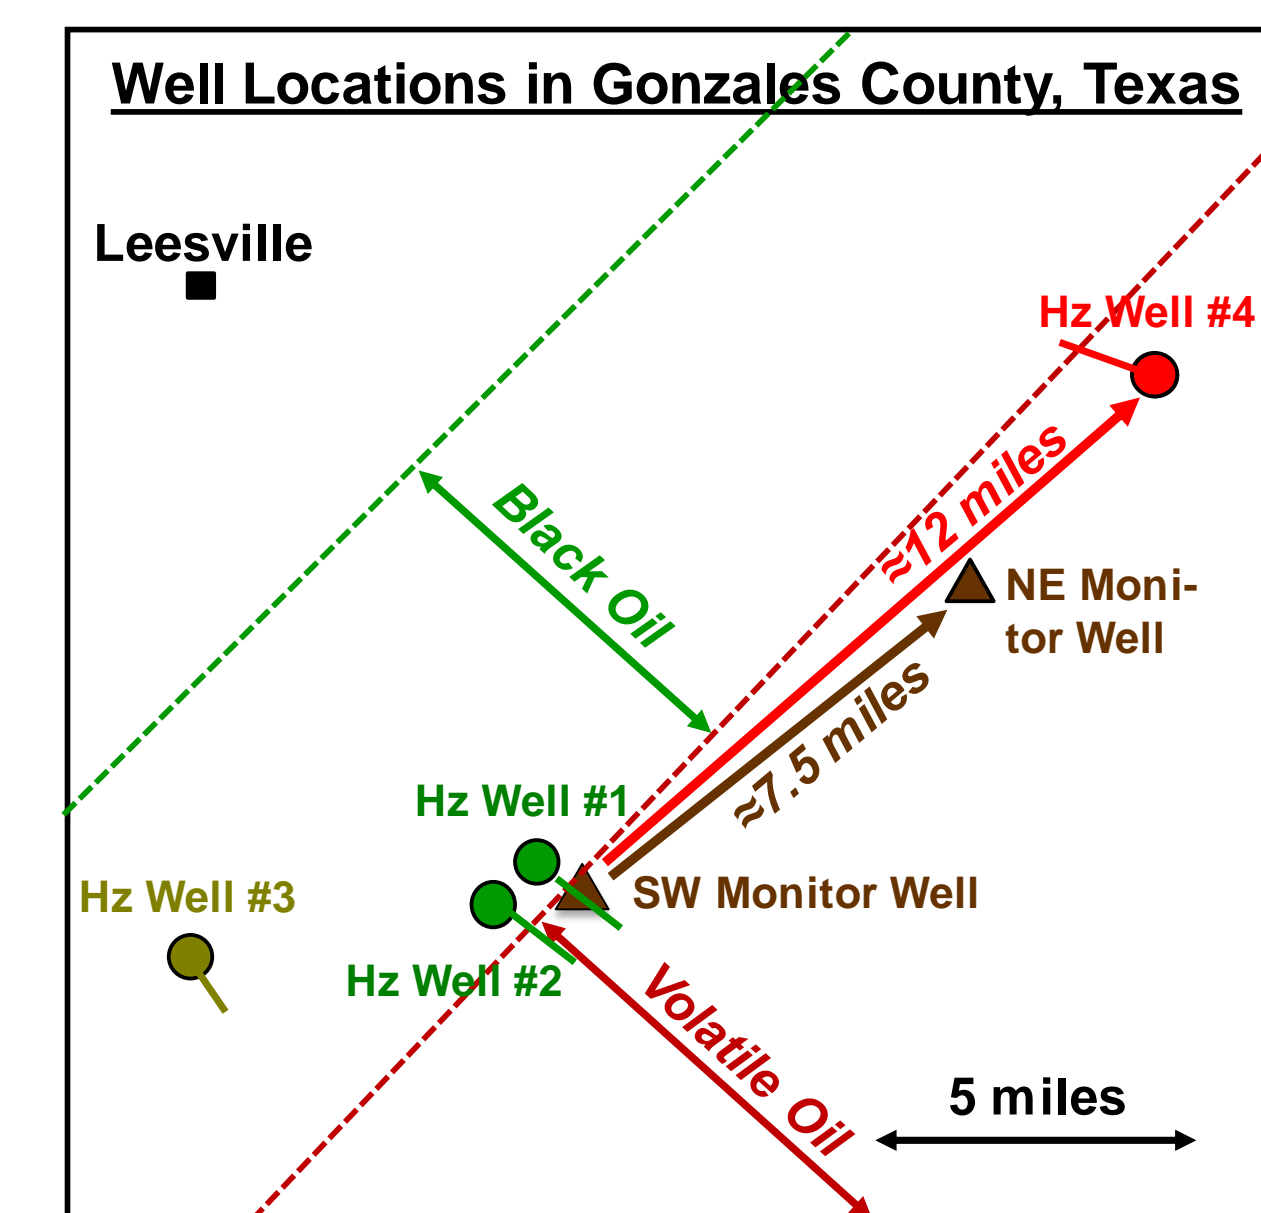 Well Locations in Gonzales County, Texas
Leesville
Hz Well #4
≈12 miles
Black Oil
NE Moni-
tor Well
≈7.5 miles
Hz Well #1
Hz Well #3
SW Monitor Well
Hz Well #2
Volatile Oil
5 miles